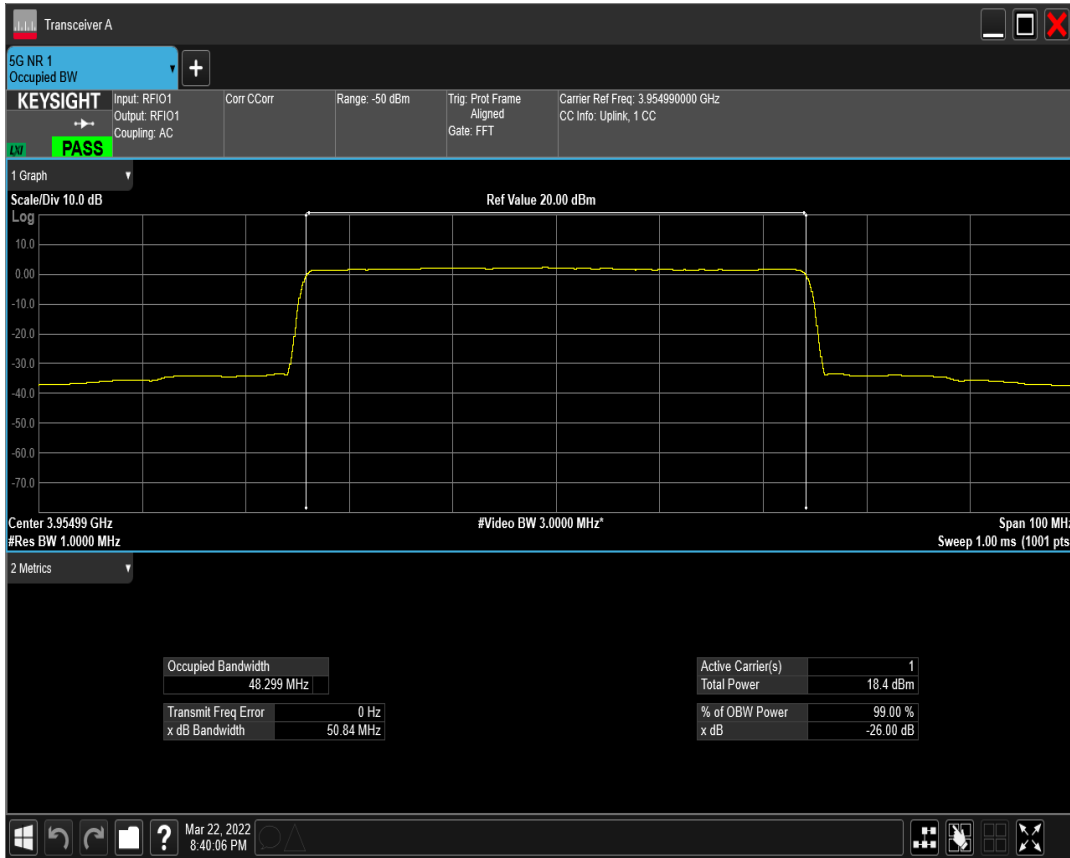 Transceiver A
5G NR 1
Occupied BW
+
KEYSIGHT
LXI
PASS
Input: RFIO1
Output: RFIO1
Coupling: AC
Corr CCorr
Range: -50 dBm
Trig: Prot Frame
Aligned
Gate: FFT
Carrier Ref Freq: 3.954990000 GHz
CC Info: Uplink, 1 CC
1 Graph
Scale/Div 10.0 dB
Ref Value 20.00 dBm
Log
10.0
0.00
-10.0
-20.0
-30.0
-40.0
-50.0
-60.0
-70.0
Center 3.95499 GHz
#Video BW 3.0000 MHz*
Span 100 MHz
#Res BW 1.0000 MHz
Sweep 1.00 ms (1001 pts
2 Metrics
Occupied Bandwidth
48.299 MHz
Transmit Freq Error 0 Hz
x dB Bandwidth 50.84 MHz
Active Carrier(s) 1
Total Power 18.4 dBm
% of OBW Power 99.00 %
x dB -26.00 dB
?
Mar 22, 2022
8:40:06 PM